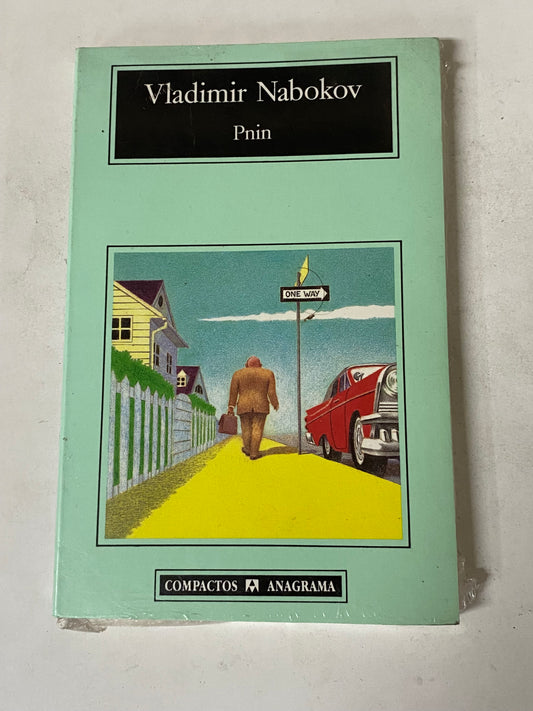 Vladimir Nabokov
Pnin
ONE WAY
COMPACTOS ANAGRAMA